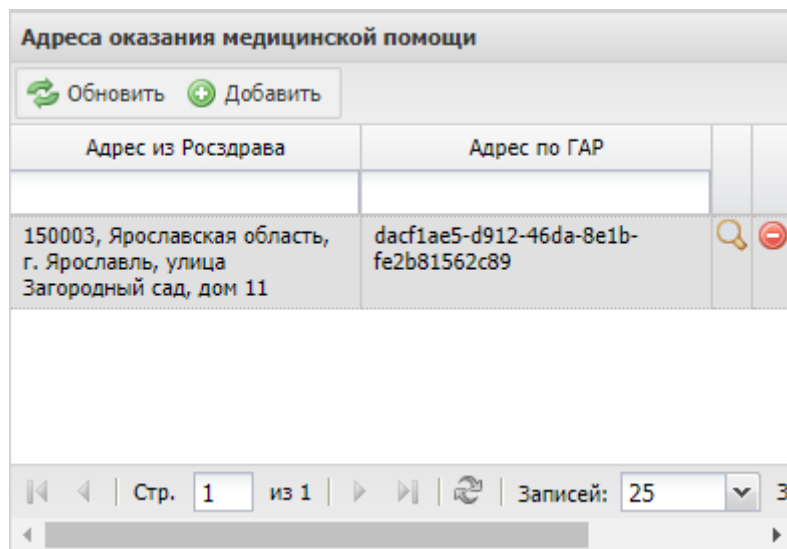 Адреса оказания медицинской помощи
Обновить Добавить
Адрес из Росздрава Адрес по ГАР
150003, Ярославская область,
г. Ярославль, улица
Загородный сад, дом 11
dacf1ae5-d912-46da-8e1b-
fe2b81562c89
Стр. 1 из 1 Записей: 25